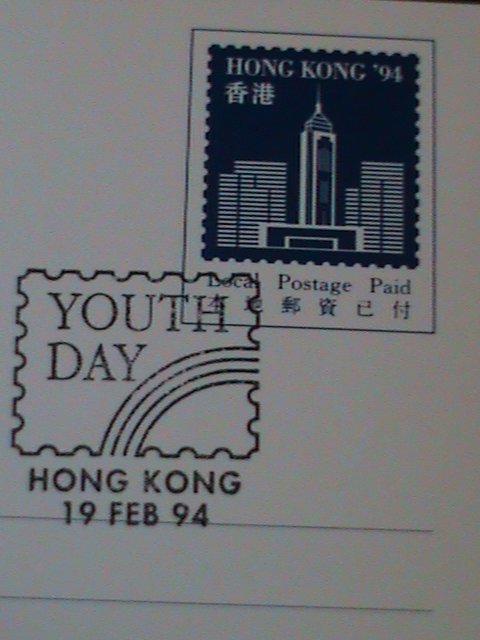 HONG KONG '94
香港
Local Postage Paid
本地郵資已付
YOUTH
DAY
HONG KONG
19 FEB 94